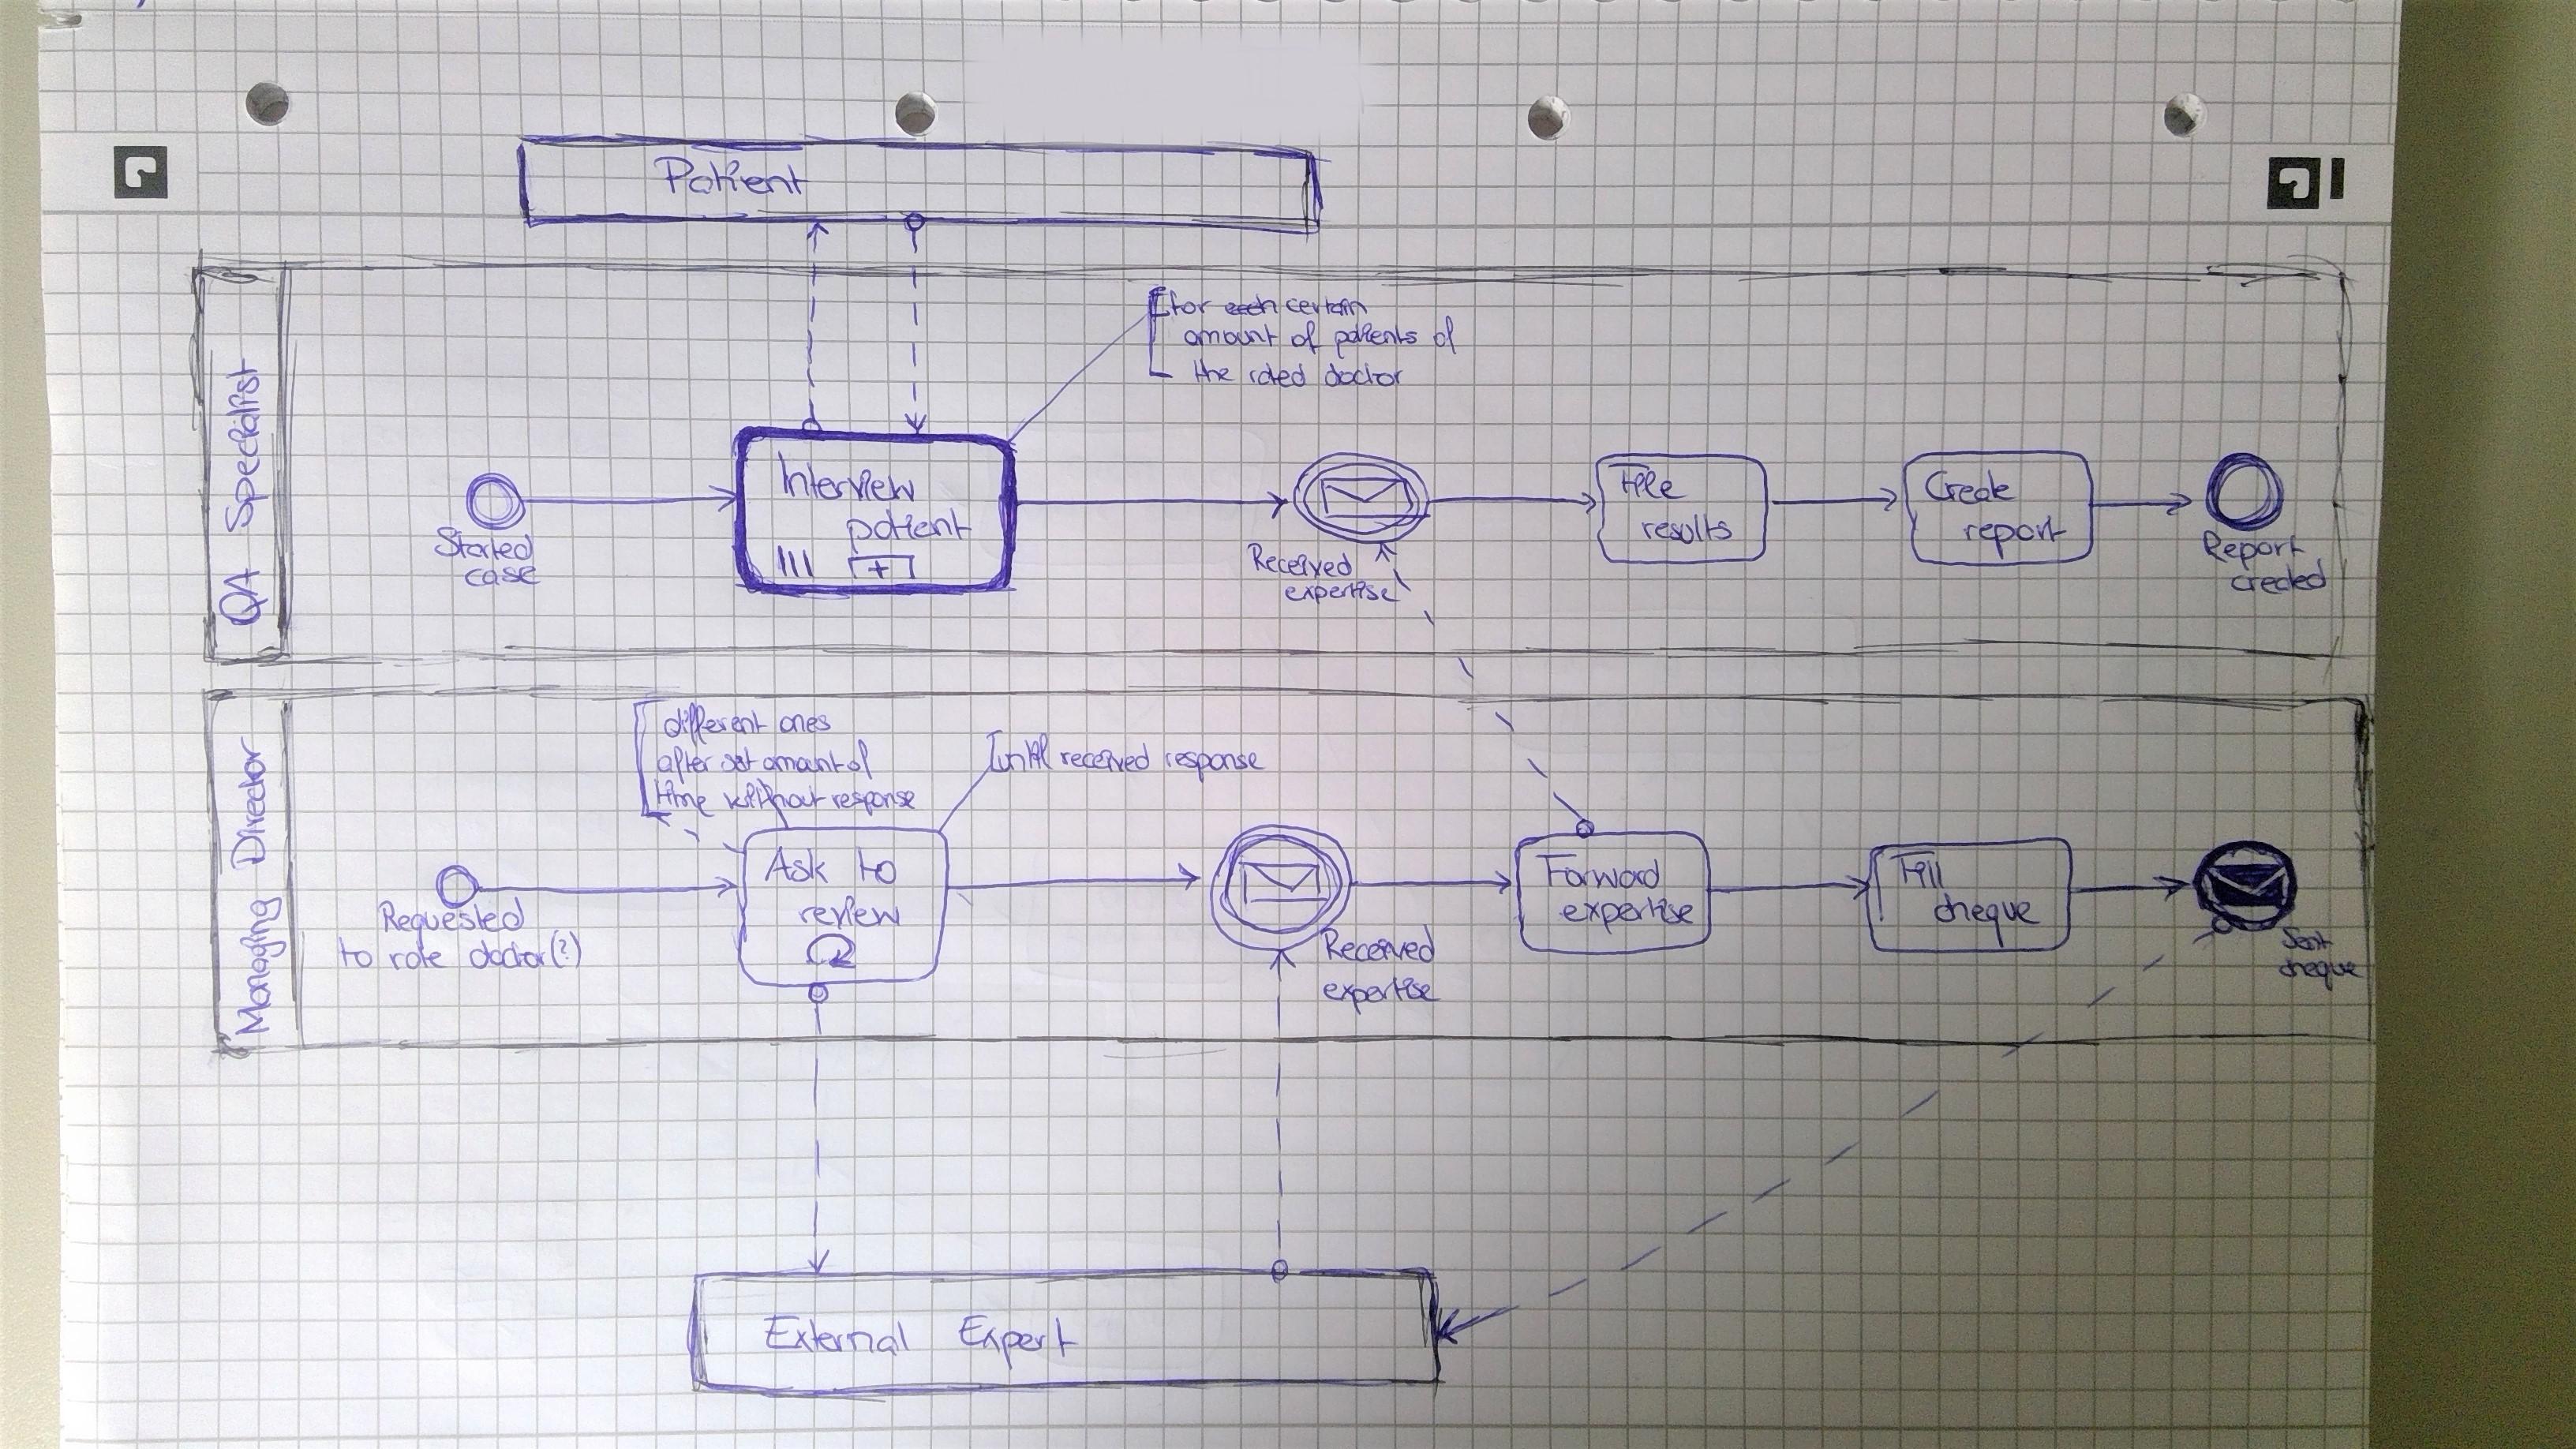 Patient
QA Specialist
for each certain
amount of patients of
the rated doctor
Started
case
Interview
patient
Received
expertise
File
results
Create
report
Report
created
Managing Director
different ones
after set amount of
time without response
until received response
Requested
to rate doctor(?)
Ask to
review
Received
expertise
Forward
expertise
Fill
cheque
Sent
cheque
External Expert